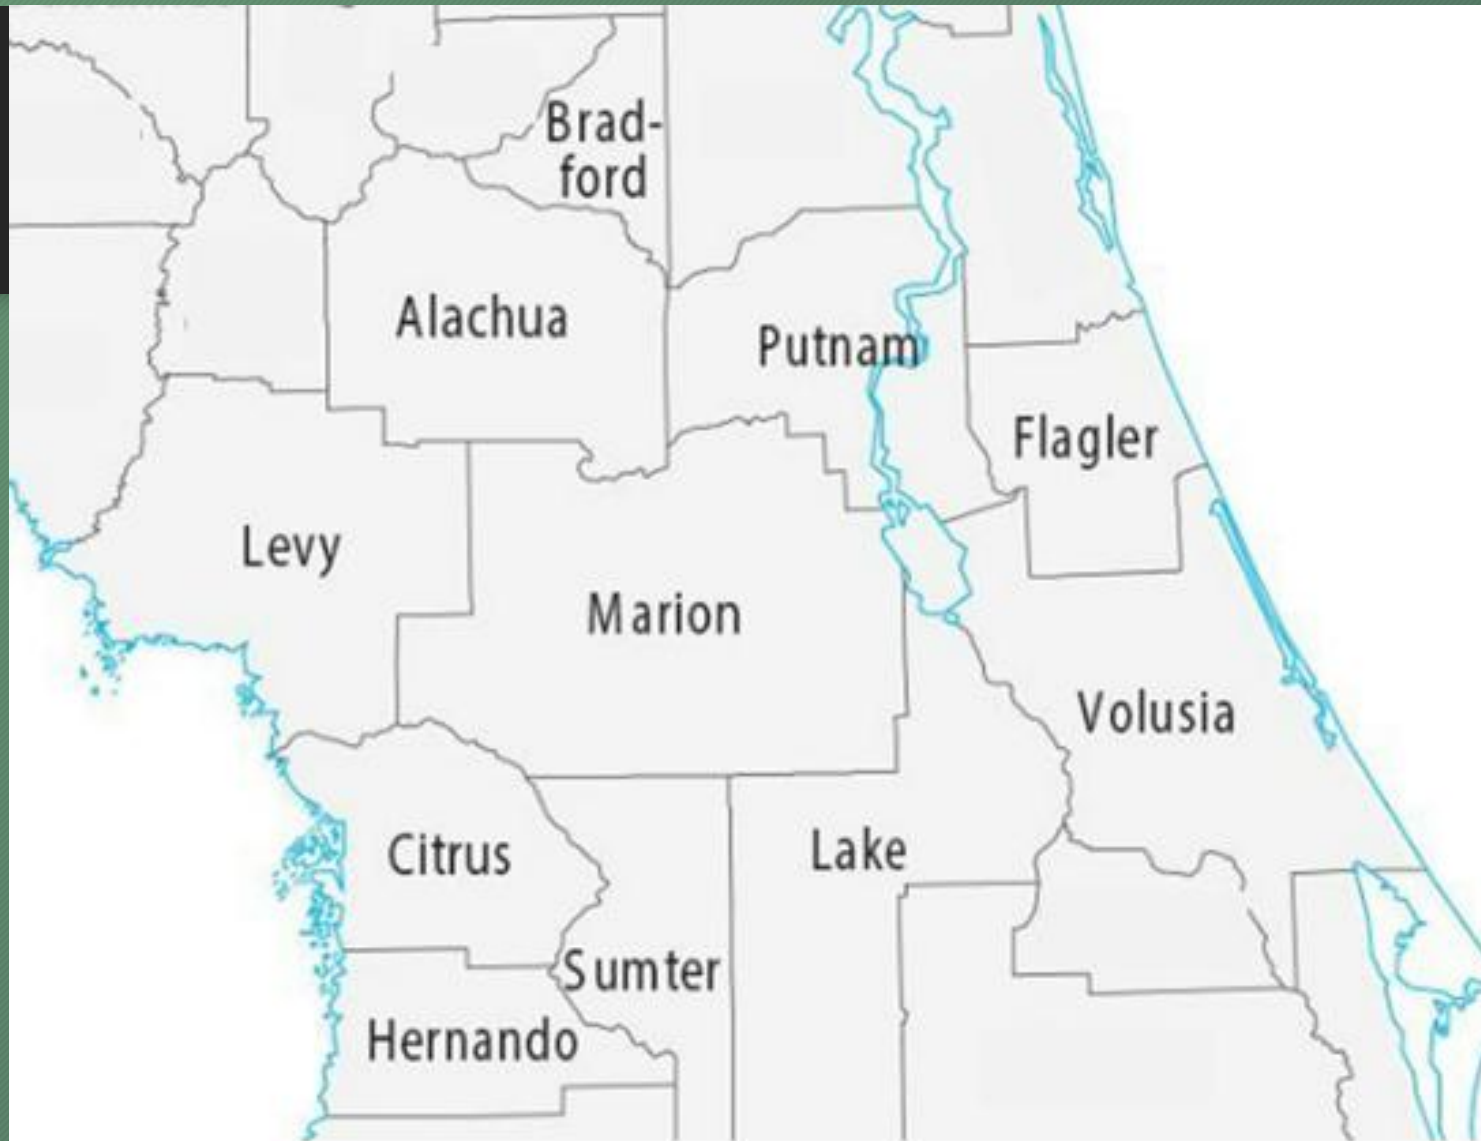 Brad-
ford
Alachua
Putnam
Flagler
Levy
Marion
Volusia
Citrus
Lake
Sumter
Hernando